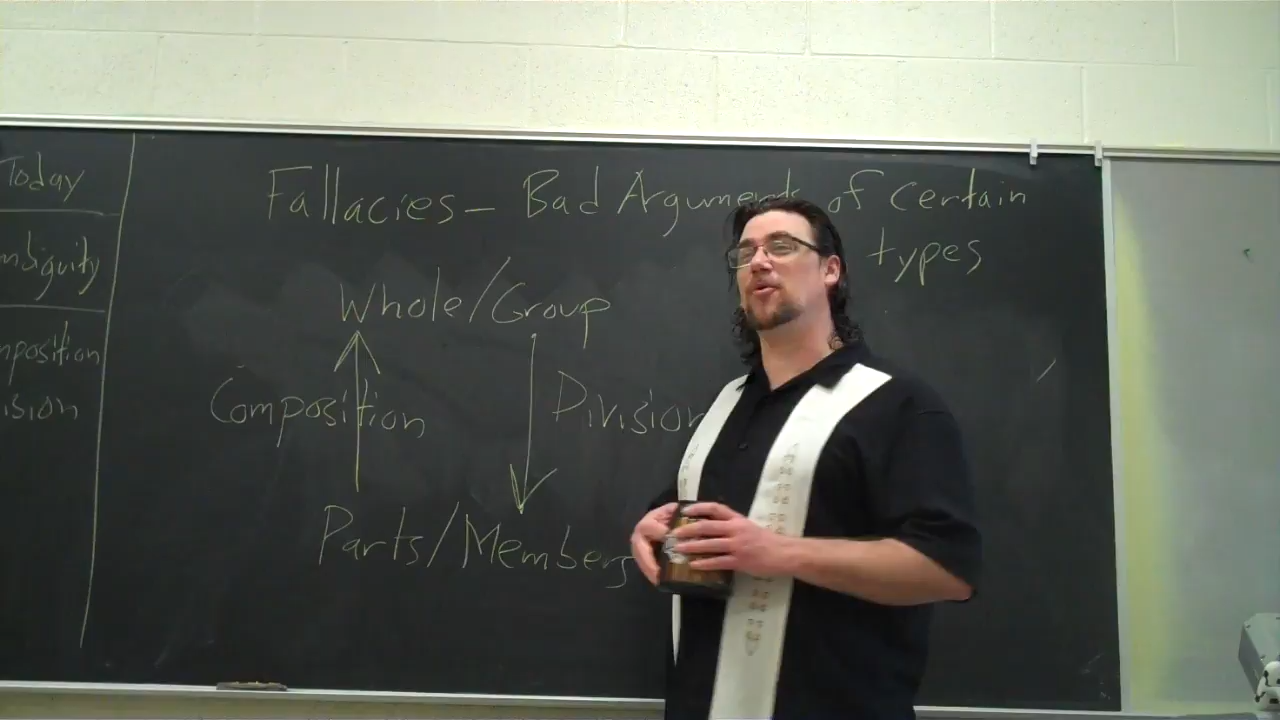 Today
mbiguity
mposition
ision
Fallacies - Bad Arguments of certain
types
Whole/Group
Composition
Division
Parts/Members